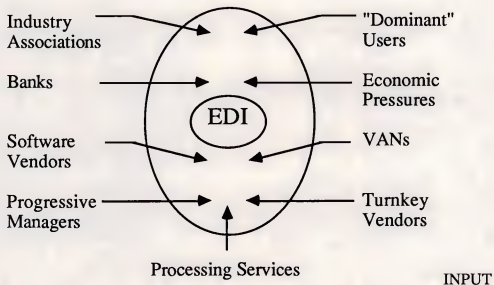 Industry
Associations
"Dominant"
Users
Banks
Economic
Pressures
EDI
Software
Vendors
VANs
Progressive
Managers
Turnkey
Vendors
Processing Services
INPUT